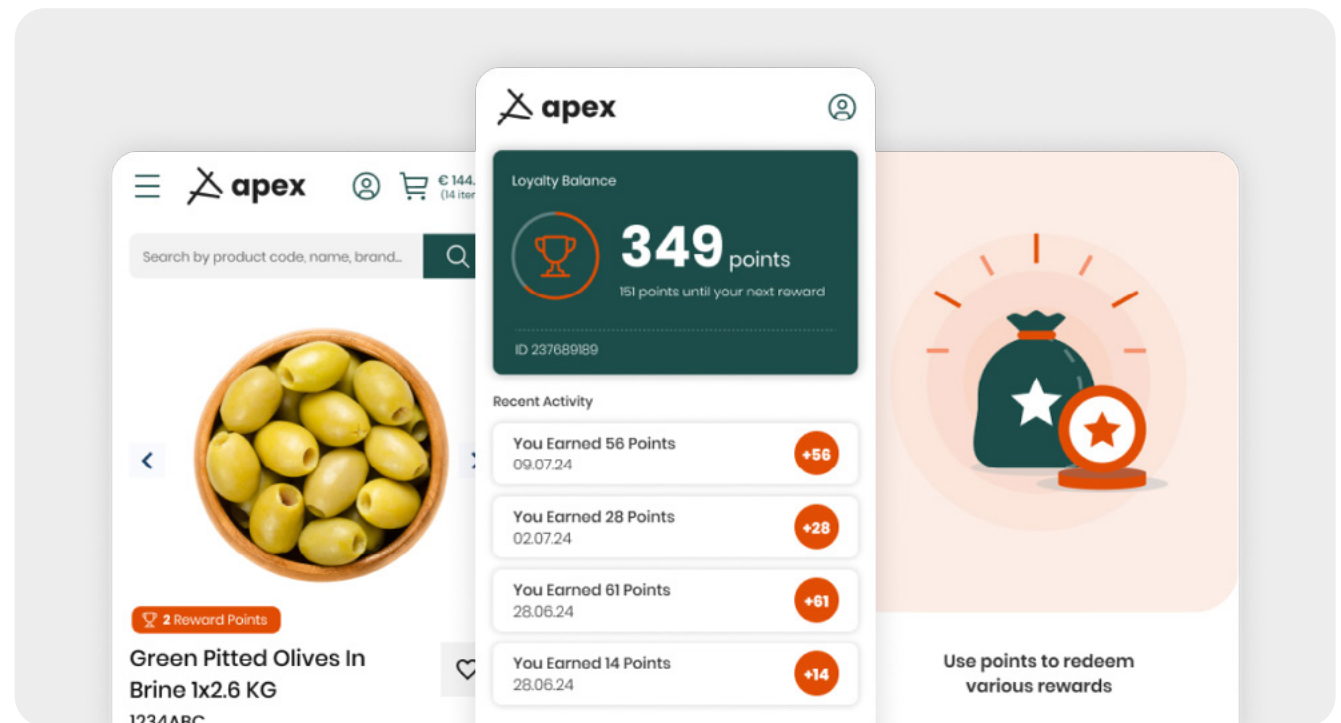 apex
€ 144.
(14 iter
Search by product code, name, brand...
2 Reward Points
Green Pitted Olives In
Brine 1x2.6 KG
1234ABC
apex
Loyalty Balance
349 points
151 points until your next reward
ID 237689189
Recent Activity
You Earned 56 Points
09.07.24
+56
You Earned 28 Points
02.07.24
+28
You Earned 61 Points
28.06.24
+61
You Earned 14 Points
28.06.24
+14
Use points to redeem
various rewards